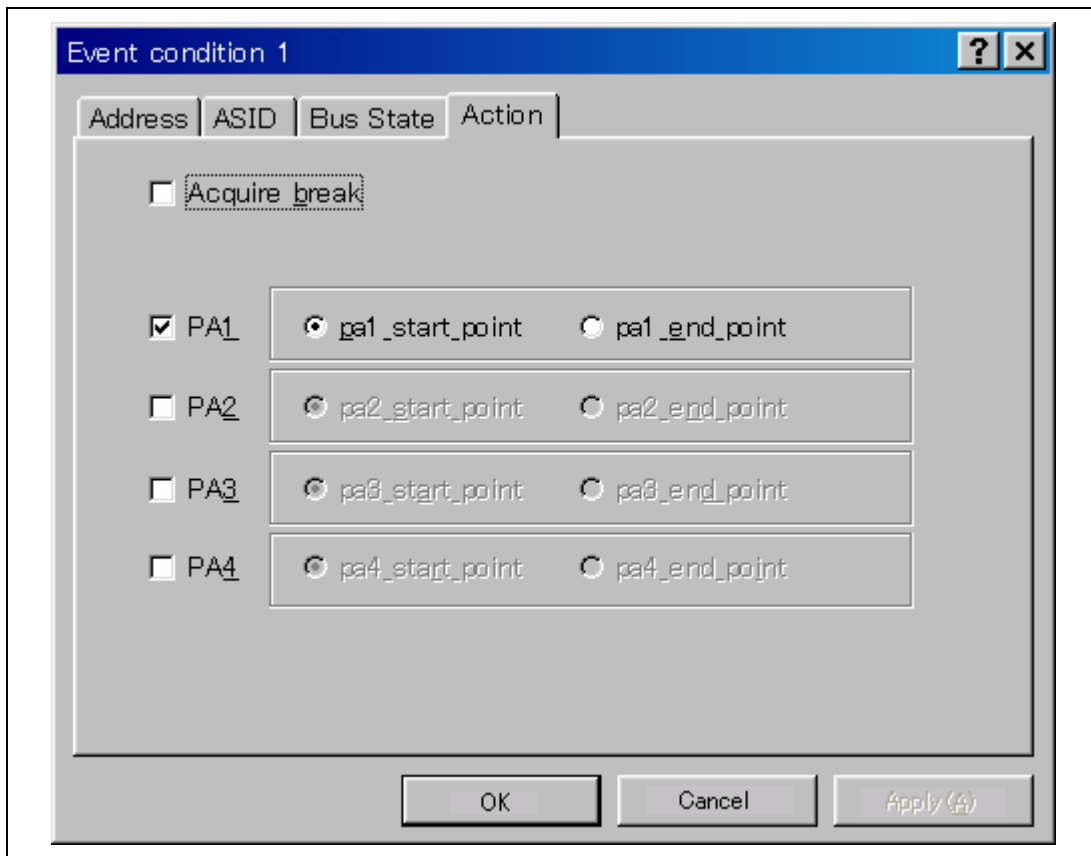 Event condition 1
Address ASID Bus State Action
Acquire break
PA1 pa1_start_point pa1_end_point
PA2 pa2_start_point pa2_end_point
PA3 pa3_start_point pa3_end_point
PA4 pa4_start_point pa4_end_point
OK Cancel Apply (A)